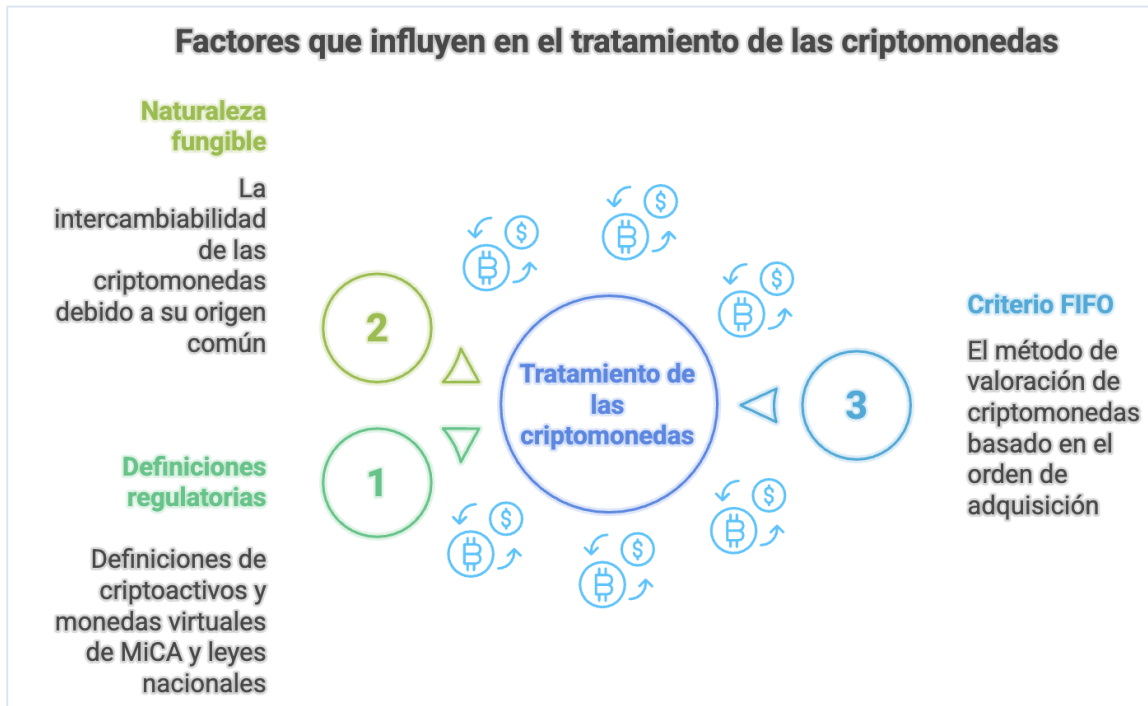 Factores que influyen en el tratamiento de las criptomonedas
Naturaleza
fungible
La
intercambiabilidad
de las
criptomonedas
debido a su origen
común
2
Definiciones
regulatorias
Definiciones de
criptoactivos y
monedas virtuales
de MiCA y leyes
nacionales
1
Tratamiento de
las
criptomonedas
3
Criterio FIFO
El método de
valoración de
criptomonedas
basado en el
orden de
adquisición